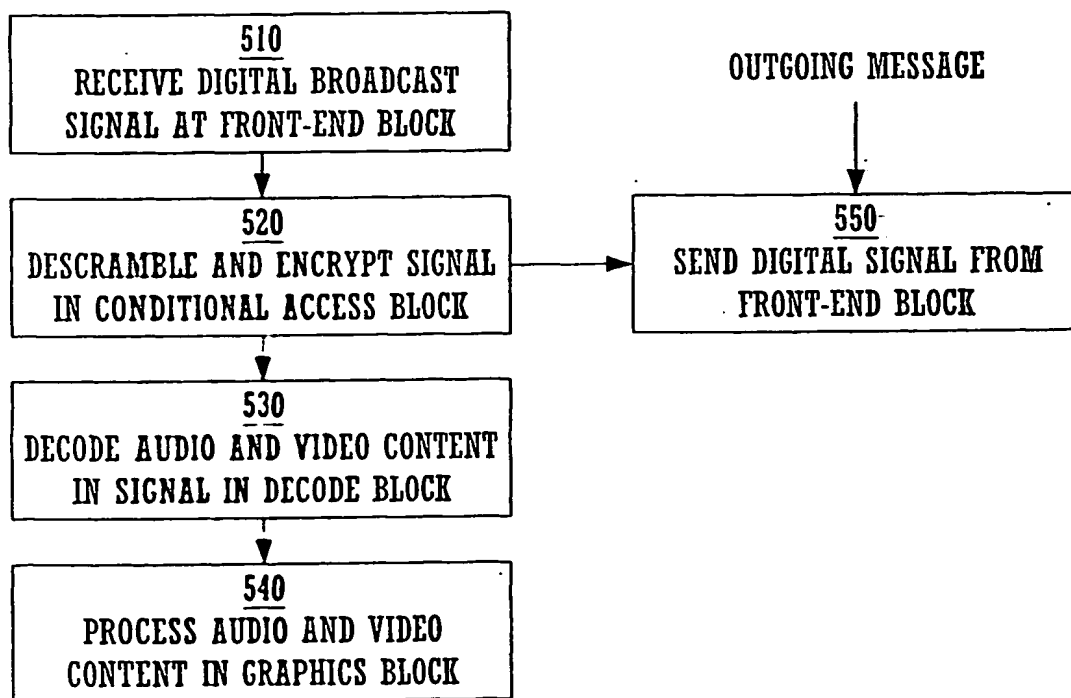 510
RECEIVE DIGITAL BROADCAST
SIGNAL AT FRONT-END BLOCK
OUTGOING MESSAGE
520
DESCRAMBLE AND ENCRYPT SIGNAL
IN CONDITIONAL ACCESS BLOCK
550
SEND DIGITAL SIGNAL FROM
FRONT-END BLOCK
530
DECODE AUDIO AND VIDEO CONTENT
IN SIGNAL IN DECODE BLOCK
540
PROCESS AUDIO AND VIDEO
CONTENT IN GRAPHICS BLOCK